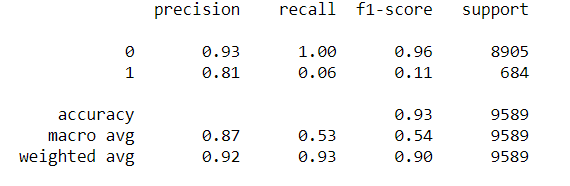 precision recall f1-score support
0 0.93 1.00 0.96 8905
1 0.81 0.06 0.11 684
accuracy 0.93 9589
macro avg 0.87 0.53 0.54 9589
weighted avg 0.92 0.93 0.90 9589